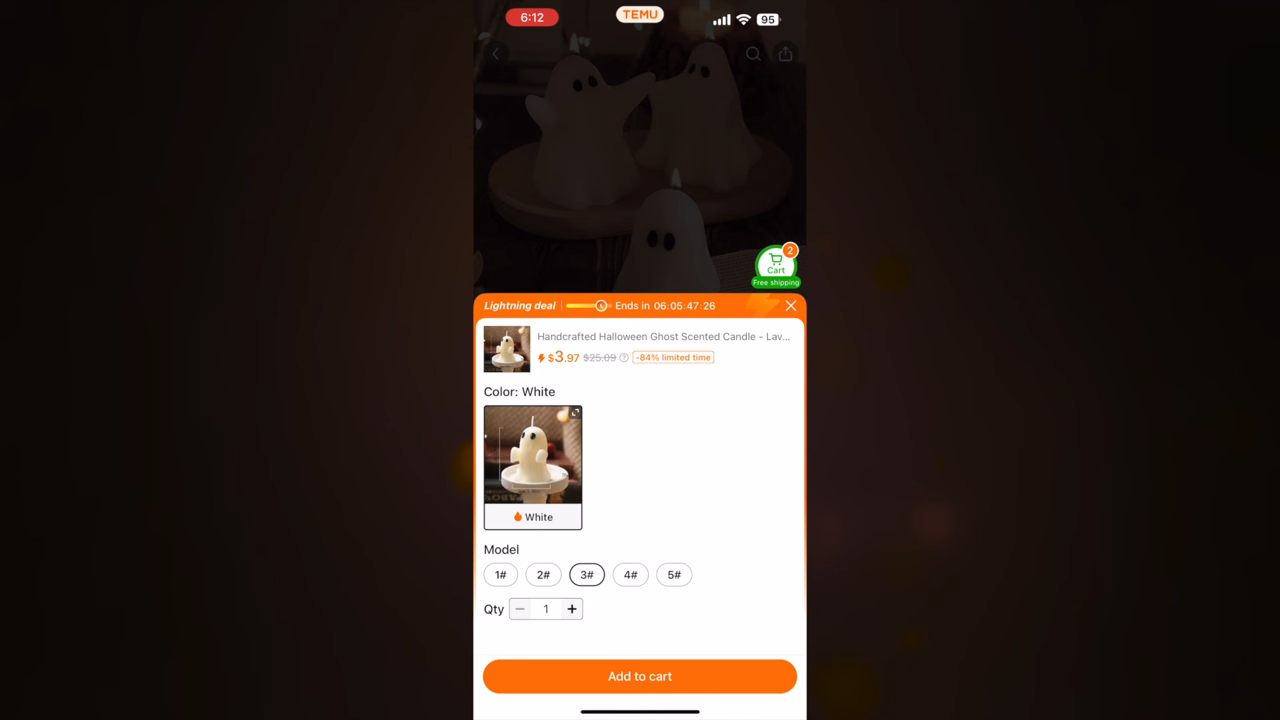 6:12
TEMU
95
2
Cart
Free shipping
Lightning deal
Ends in 06:05:47:26
Handcrafted Halloween Ghost Scented Candle - Lav...
$3.97 $25.09 ? -84% limited time
Color: White
White
Model
1# 2# 3# 4# 5#
Qty − 1 +
Add to cart